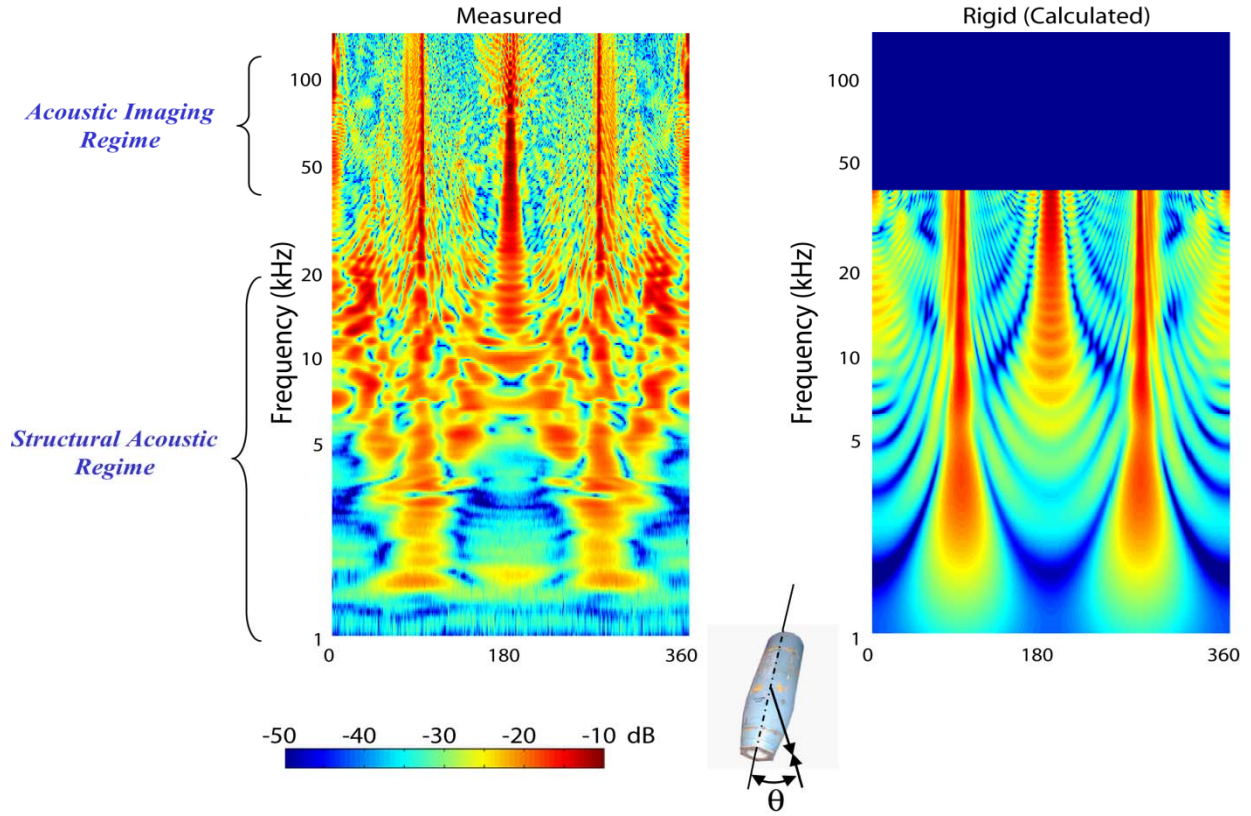 Measured
Rigid (Calculated)
Acoustic Imaging
Regime
Structural Acoustic
Regime
Frequency (kHz)
100
50
20
10
5
1
0
180
360
Frequency (kHz)
100
50
20
10
5
1
0
180
360
-50
-40
-30
-20
-10
dB
θ